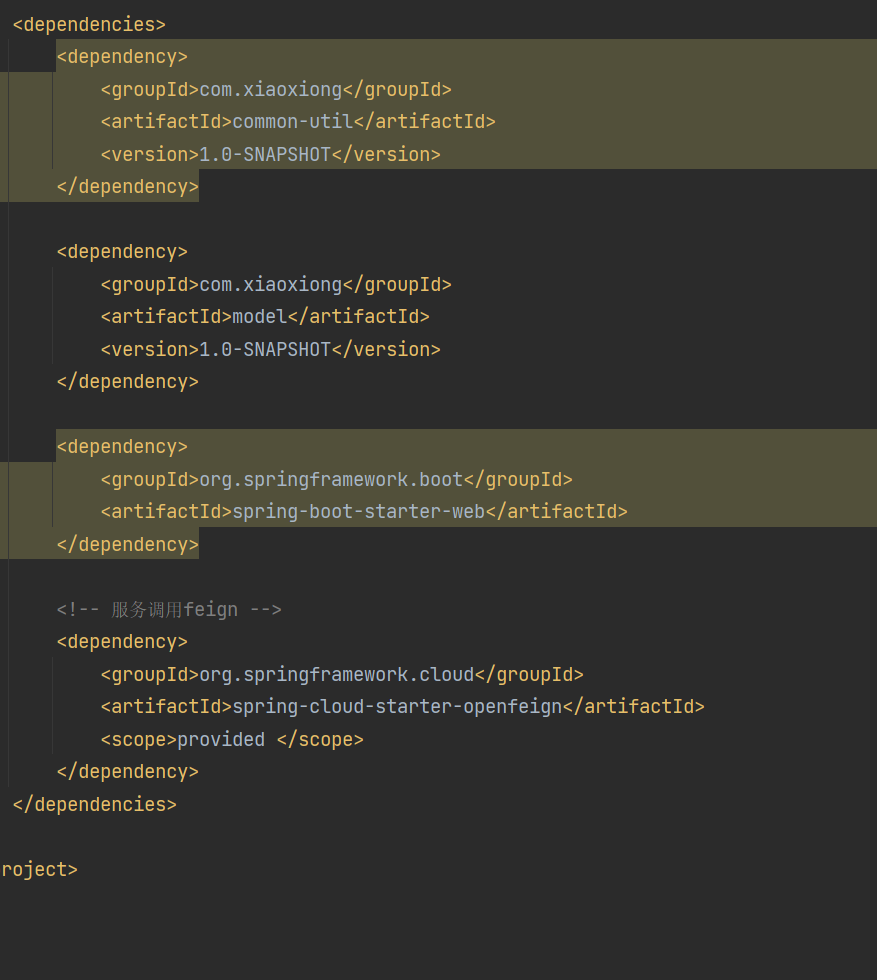 <dependencies>
<dependency>
<groupId>com.xiaoxiong</groupId>
<artifactId>common-util</artifactId>
<version>1.0-SNAPSHOT</version>
</dependency>
<dependency>
<groupId>com.xiaoxiong</groupId>
<artifactId>model</artifactId>
<version>1.0-SNAPSHOT</version>
</dependency>
<dependency>
<groupId>org.springframework.boot</groupId>
<artifactId>spring-boot-starter-web</artifactId>
</dependency>
<!-- 服务调用feign -->
<dependency>
<groupId>org.springframework.cloud</groupId>
<artifactId>spring-cloud-starter-openfeign</artifactId>
<scope>provided </scope>
</dependency>
</dependencies>
roject>